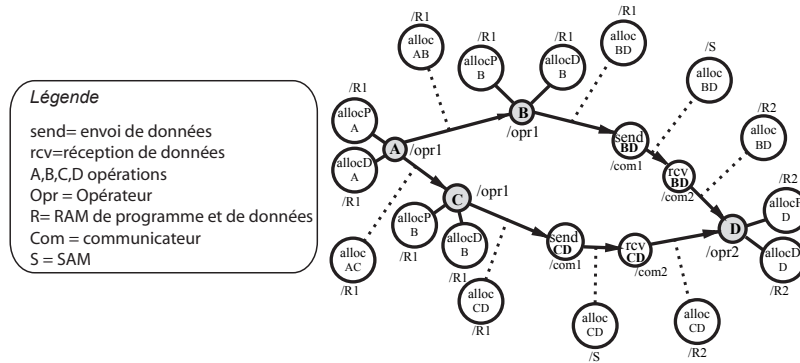 Légende
send= envoi de données
rcv=réception de données
A,B,C,D opérations
Opr = Opérateur
R= RAM de programme et de données
Com = communicateur
S = SAM
/R1
alloc
AB
/R1
allocP
B
/R1
allocD
B
/R1
alloc
BD
/S
alloc
BD
/R2
alloc
BD
/R1
allocP
A
allocD
A
/R1
A
/opr1
B
/opr1
send
BD
/com1
rcv
BD
/com2
C
/opr1
allocP
B
/R1
allocD
B
/R1
alloc
AC
/R1
alloc
CD
/R1
send
CD
/com1
rcv
CD
/com2
D
/opr2
/R2
allocP
D
allocD
D
/R2
alloc
CD
/S
alloc
CD
/R2